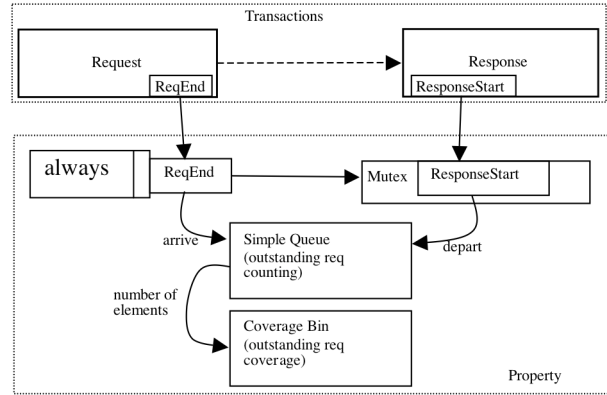 Transactions
Request
Response
ReqEnd
ResponseStart
always
ReqEnd
Mutex
ResponseStart
arrive
depart
Simple Queue
(outstanding req
counting)
number of
elements
Coverage Bin
(outstanding req
coverage)
Property